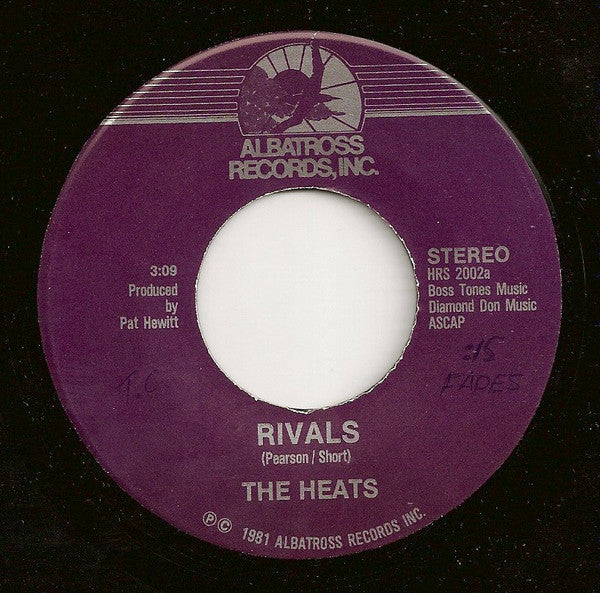 ALBATROSS
RECORDS, INC.
3:09
Produced
by
Pat Hewitt
STEREO
HRS 2002a
Boss Tones Music
Diamond Don Music
ASCAP
T.C.
:15
FADES
RIVALS
(Pearson / Short)
THE HEATS
℗© 1981 ALBATROSS RECORDS INC.